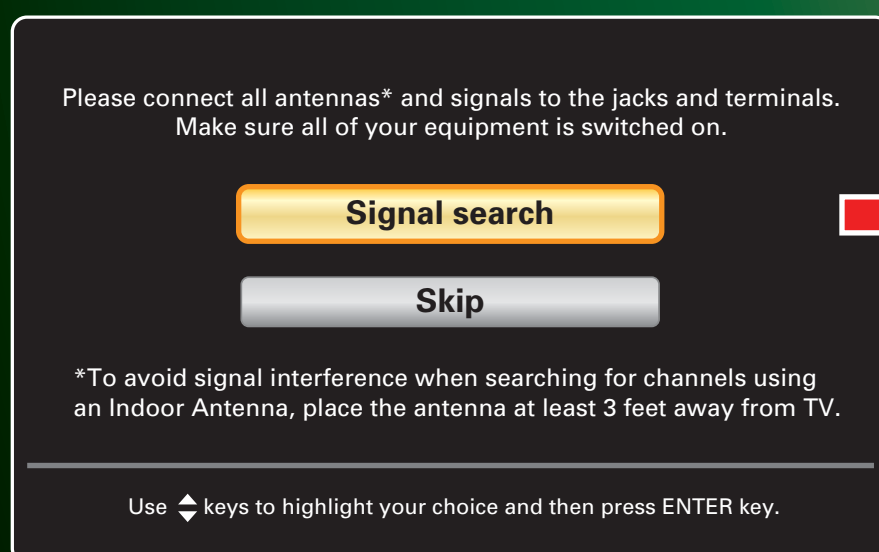 Please connect all antennas* and signals to the jacks and terminals.
Make sure all of your equipment is switched on.
Signal search
Skip
*To avoid signal interference when searching for channels using
an Indoor Antenna, place the antenna at least 3 feet away from TV.
Use keys to highlight your choice and then press ENTER key.